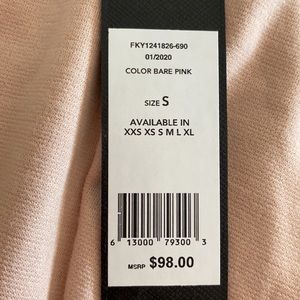 FKY1241826-690
01/2020
COLOR BARE PINK
SIZE S
AVAILABLE IN
XXS XS S M L XL
6 13000 79300 3
MSRP $98.00